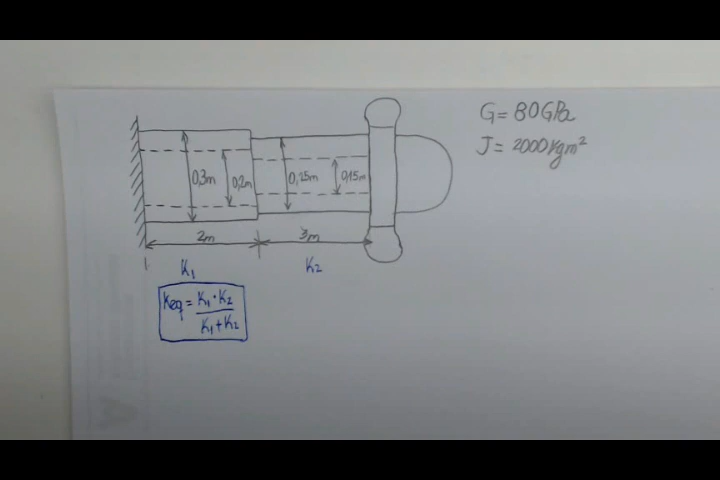 G = 80GPa
J = 2000Kgm²
0,3m
0,2m
0,25m
0,15m
2m
3m
K₁
K₂
Keq = K₁ · K₂
K₁ + K₂